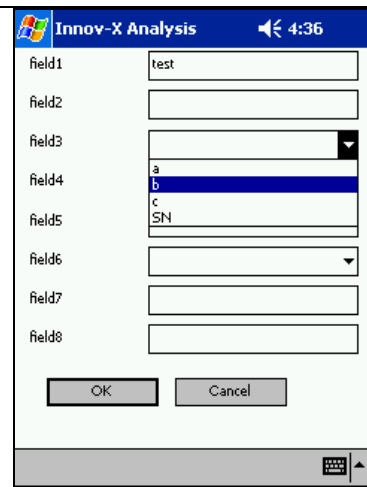 Innov-X Analysis 4:36
field1 test
field2
field3
a
field4 b
c
field5 SN
field6
field7
field8
OK Cancel